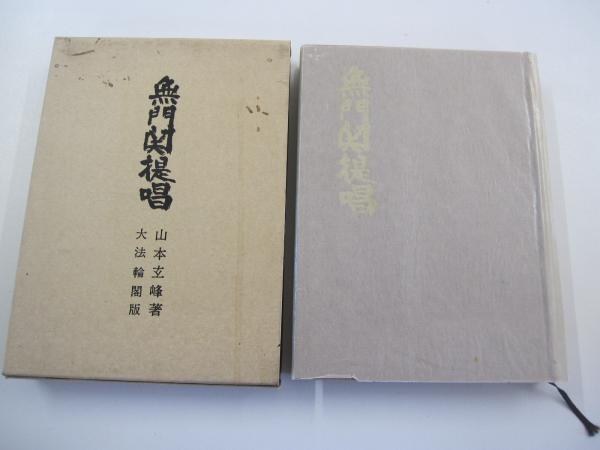 無門関提唱
山本玄峰著
大法輪閣版
無門関提唱